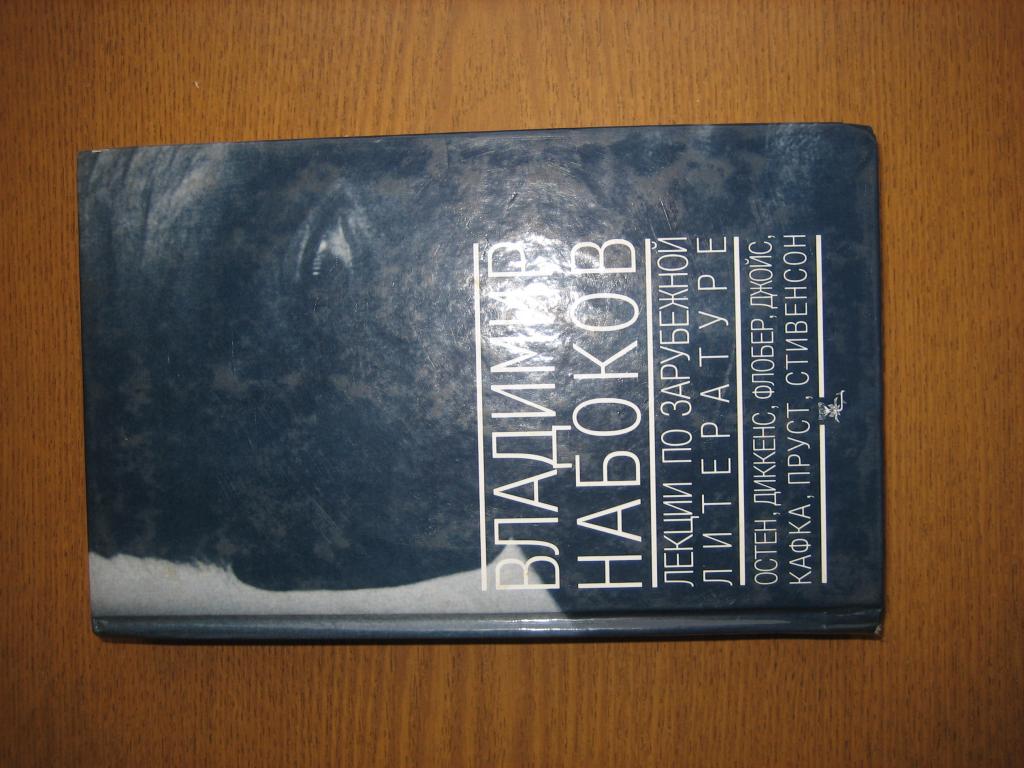 ВЛАДИМИР
НАБОКОВ
ЛЕКЦИИ ПО ЗАРУБЕЖНОЙ
ЛИТЕРАТУРЕ
ОСТЕН, ДИККЕНС, ФЛОБЕР, ДЖОЙС,
КАФКА, ПРУСТ, СТИВЕНСОН